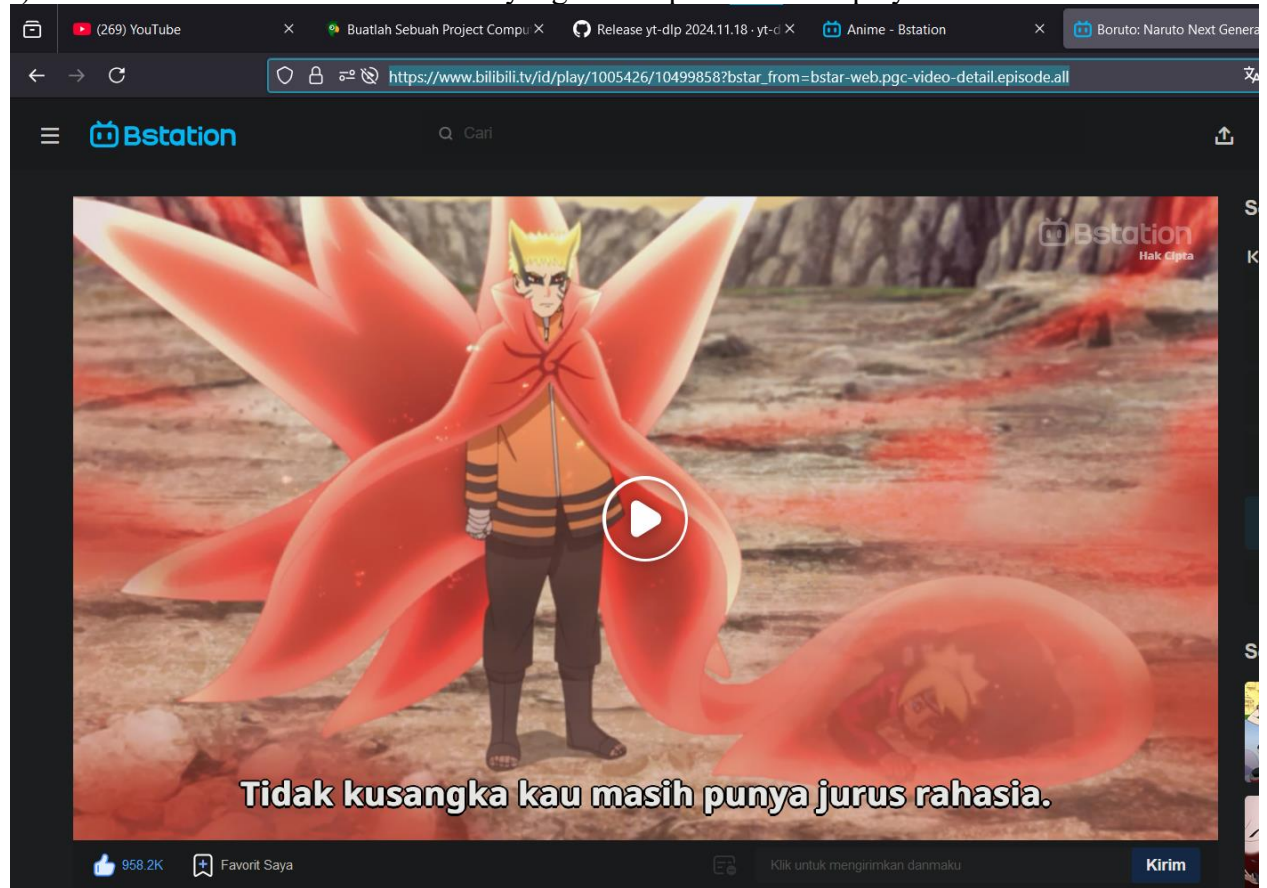 (269) YouTube
Buatlah Sebuah Project Compu
Release yt-dlp 2024.11.18 · yt-d
Anime - Bstation
Boruto: Naruto Next Genera
https://www.bilibili.tv/id/play/1005426/10499858?bstar_from=bstar-web.pgc-video-detail.episode.all
Bstation
Cari
Bstation
Hak Cipta
Tidak kusangka kau masih punya jurus rahasia.
958.2K
Favorit Saya
Klik untuk mengirimkan danmaku
Kirim